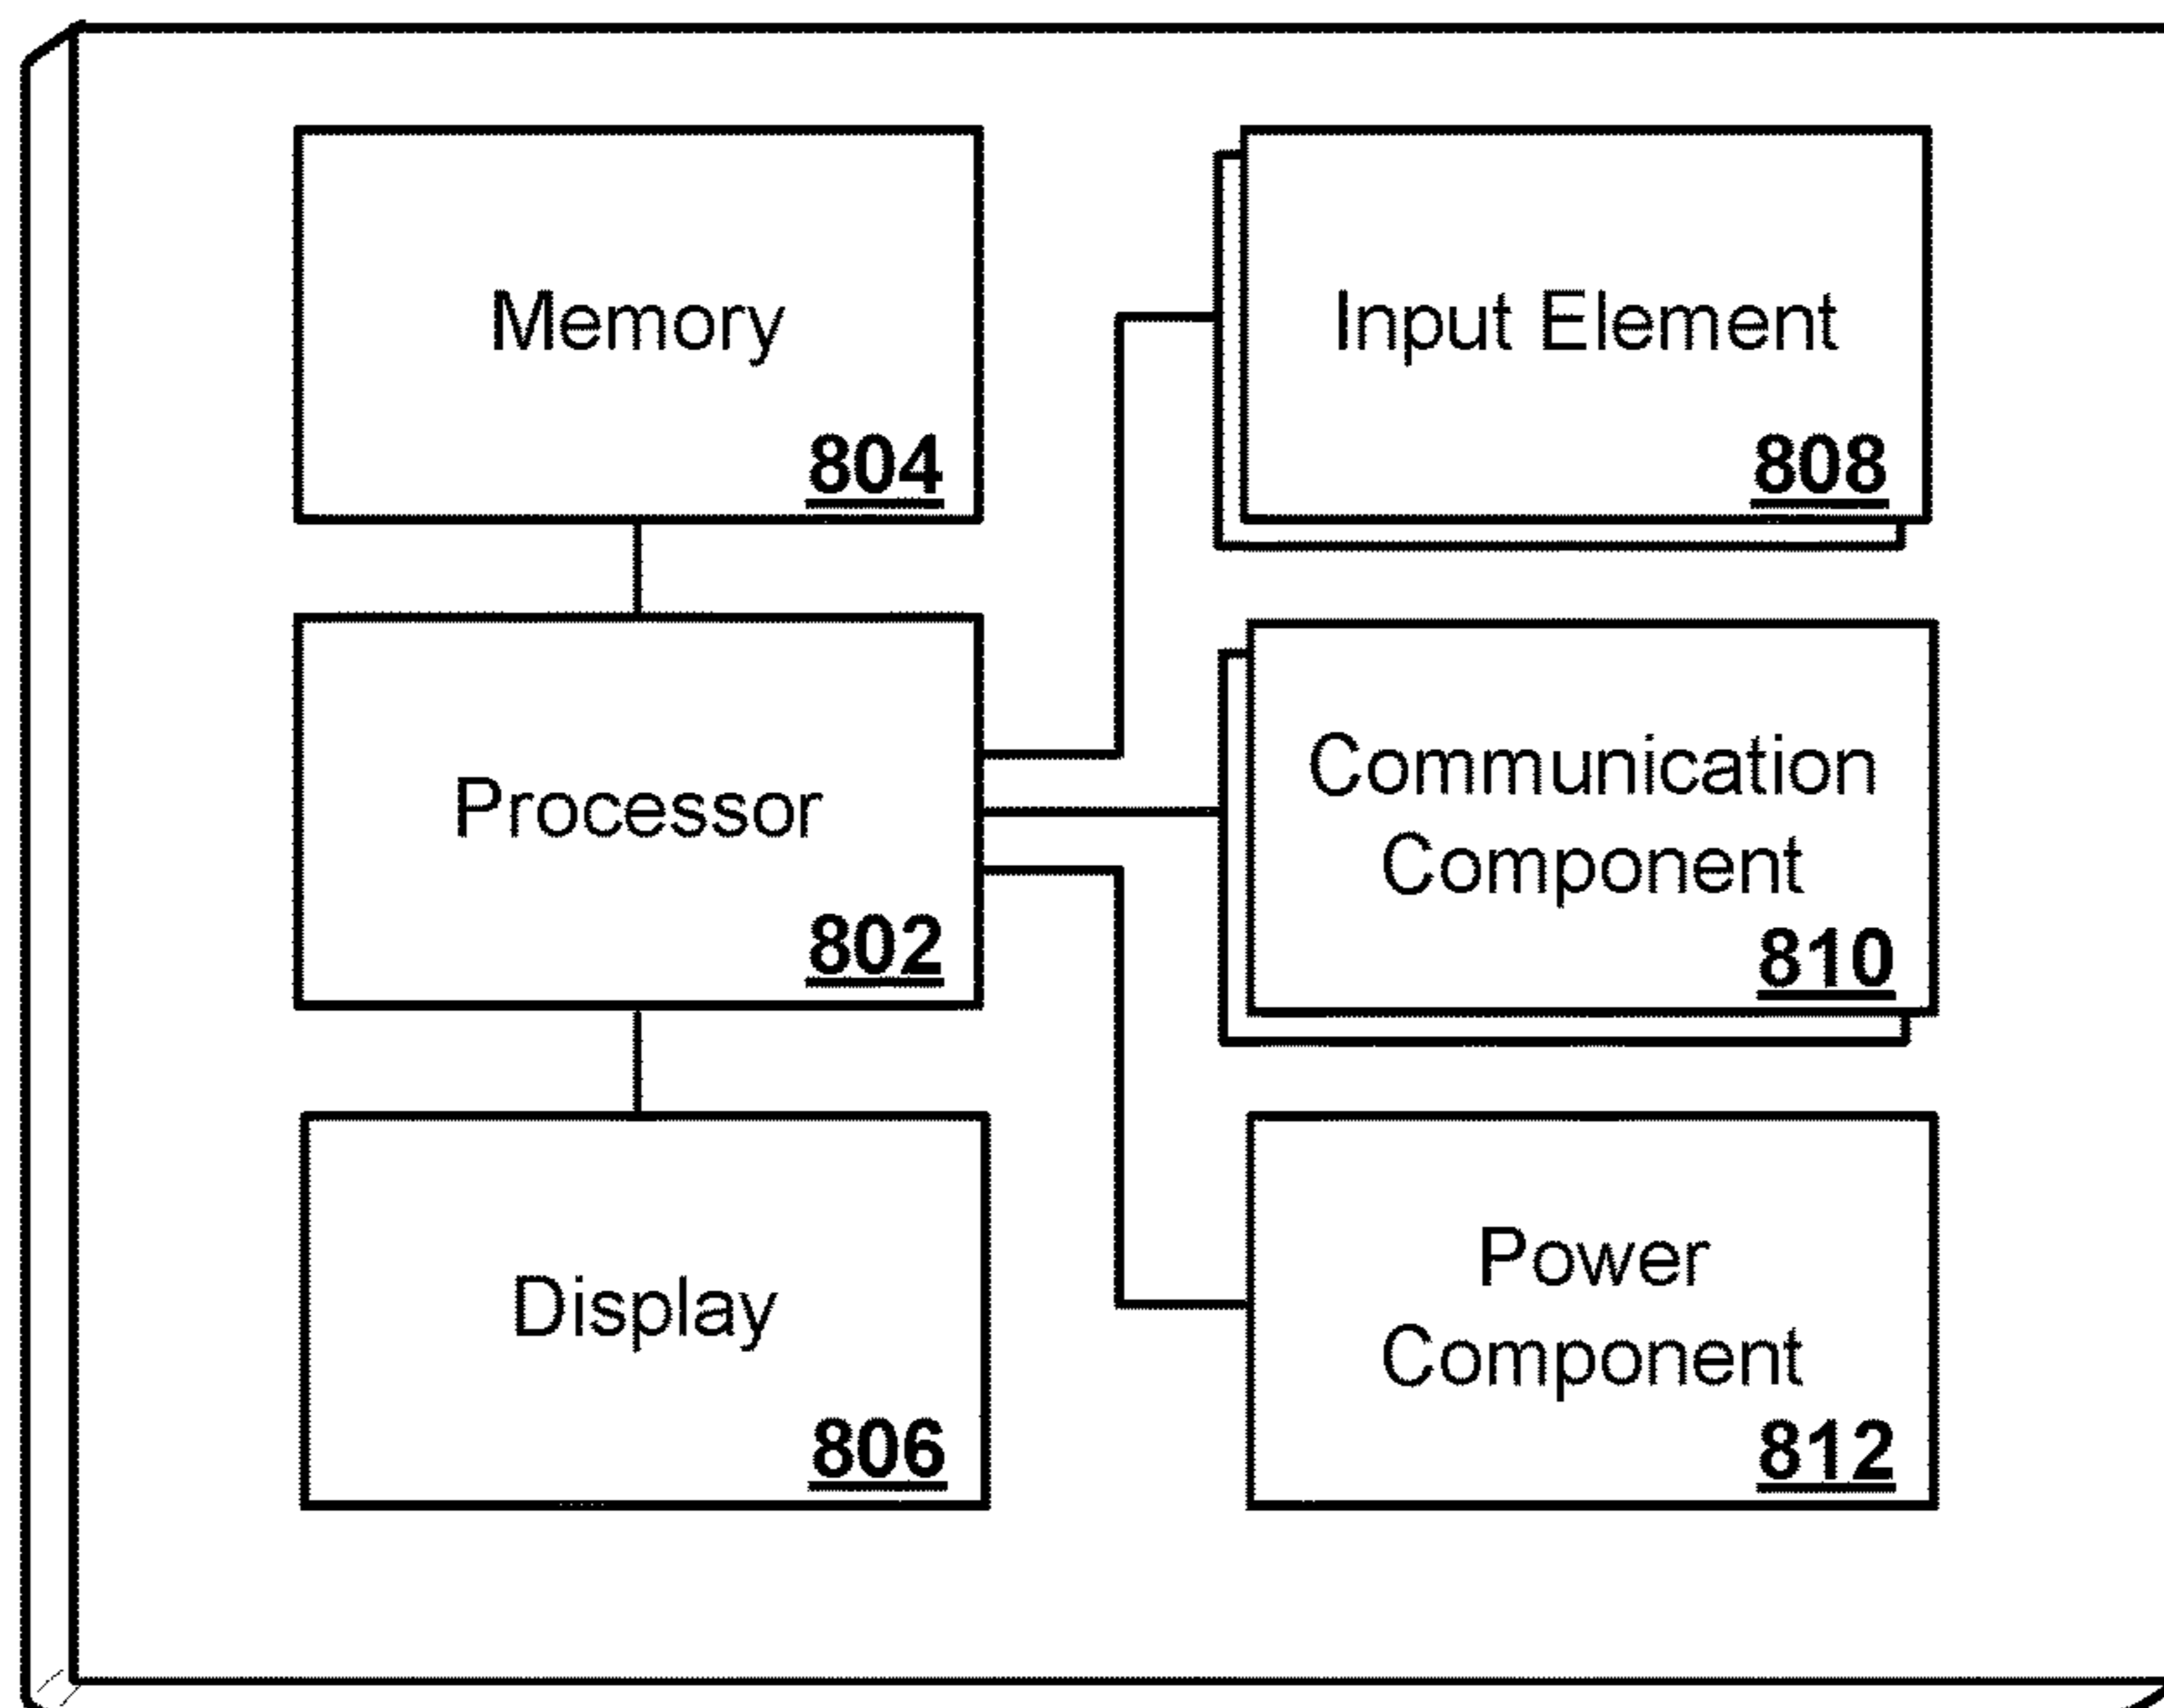 Memory
804
Input Element
808
Processor
802
Communication
Component
810
Display
806
Power
Component
812